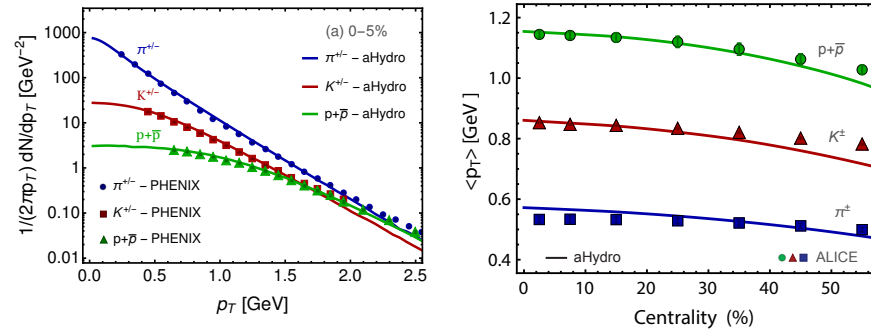 1/(2πp_T) dN/dp_T [GeV⁻²]
1000
100
10
1
0.10
0.01
(a) 0–5%
π⁺/⁻
K⁺/⁻
p+p̅
π⁺/⁻ – aHydro
K⁺/⁻ – aHydro
p+p̅ – aHydro
π⁺/⁻ – PHENIX
K⁺/⁻ – PHENIX
p+p̅ – PHENIX
0.0 0.5 1.0 1.5 2.0 2.5
p_T [GeV]
<p_T> [GeV]
1.2
1.0
0.8
0.6
0.4
0.2
p+p̅
K±
π±
aHydro
ALICE
0 10 20 30 40 50
Centrality (%)